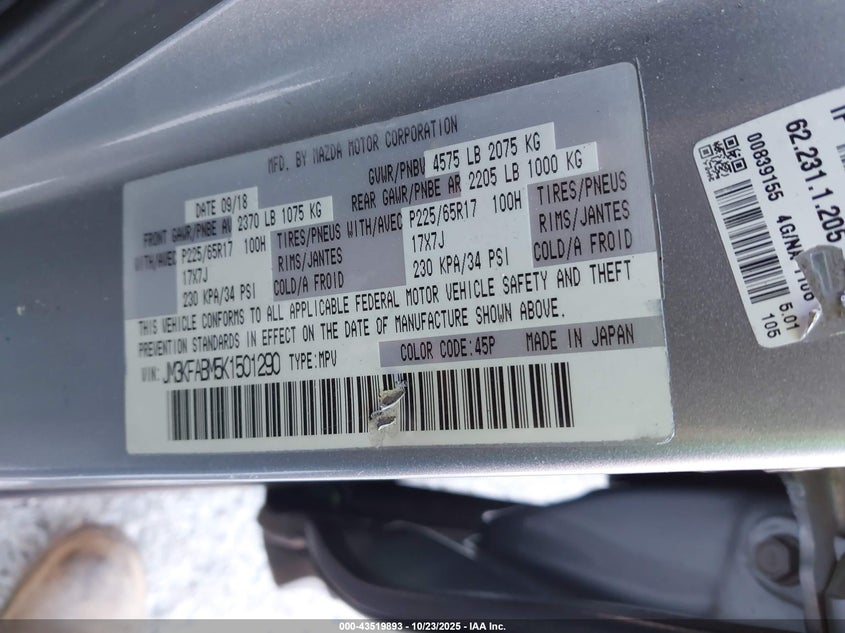 MFD. BY MAZDA MOTOR CORPORATION
DATE 09/18
GVWR/PNBV 4575 LB 2075 KG
FRONT GAWR/PNBE AV 2370 LB 1075 KG
REAR GAWR/PNBE AR 2205 LB 1000 KG
WITH/AVEC P225/65R17 100H TIRES/PNEUS
17X7J RIMS/JANTES
230 KPA/34 PSI COLD/A FROID
WITH/AVEC P225/65R17 100H TIRES/PNEUS
17X7J RIMS/JANTES
230 KPA/34 PSI COLD/A FROID
THIS VEHICLE CONFORMS TO ALL APPLICABLE FEDERAL MOTOR VEHICLE SAFETY AND THEFT
PREVENTION STANDARDS IN EFFECT ON THE DATE OF MANUFACTURE SHOWN ABOVE.
VIN: JM3KFABM5K1501290 TYPE:MPV
COLOR CODE:45P MADE IN JAPAN
62.231.1.205
00839155 4G/NA
5.01
105
000-43519893 - 10/23/2025 - IAA Inc.